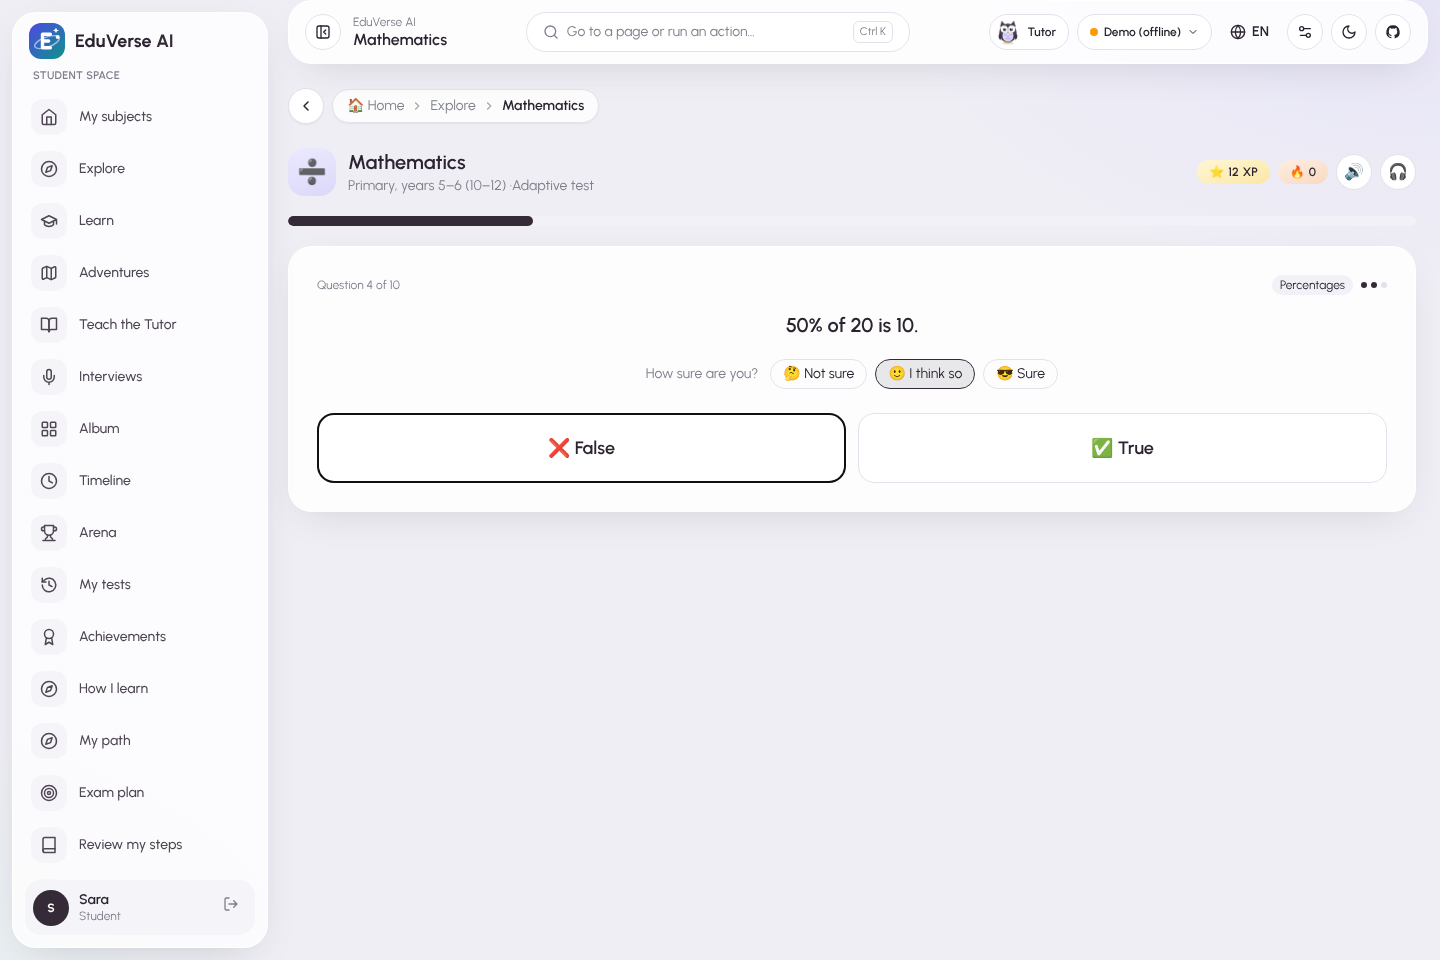 EduVerse AI
STUDENT SPACE
My subjects
Explore
Learn
Adventures
Teach the Tutor
Interviews
Album
Timeline
Arena
My tests
Achievements
How I learn
My path
Exam plan
Review my steps
S
Sara
Student
EduVerse AI
Mathematics
Go to a page or run an action...
Ctrl K
Tutor
Demo (offline)
EN
Home
Explore
Mathematics
Mathematics
Primary, years 5–6 (10–12) ·Adaptive test
12 XP
0
Question 4 of 10
Percentages
50% of 20 is 10.
How sure are you?
Not sure
I think so
Sure
False
True